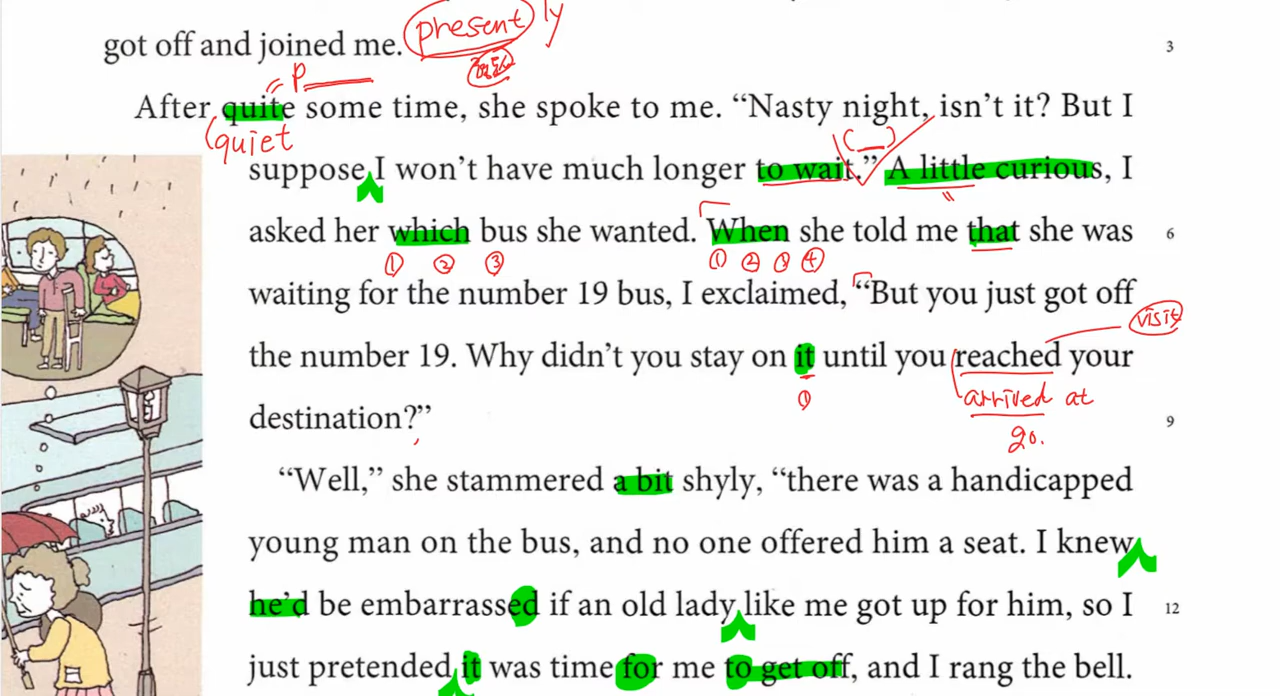 present ly
got off and joined me.
3
P
After quite some time, she spoke to me. “Nasty night, isn’t it? But I
quiet
suppose I won’t have much longer to wait.” A little curious, I
asked her which bus she wanted. When she told me that she was
6
① ② ③ ① ② ③ ④
waiting for the number 19 bus, I exclaimed, “But you just got off
visit
the number 19. Why didn’t you stay on it until you reached your
①
arrived at
destination?”
9
go.
“Well,” she stammered a bit shyly, “there was a handicapped
young man on the bus, and no one offered him a seat. I knew
he’d be embarrassed if an old lady like me got up for him, so I
12
just pretended it was time for me to get off, and I rang the bell.